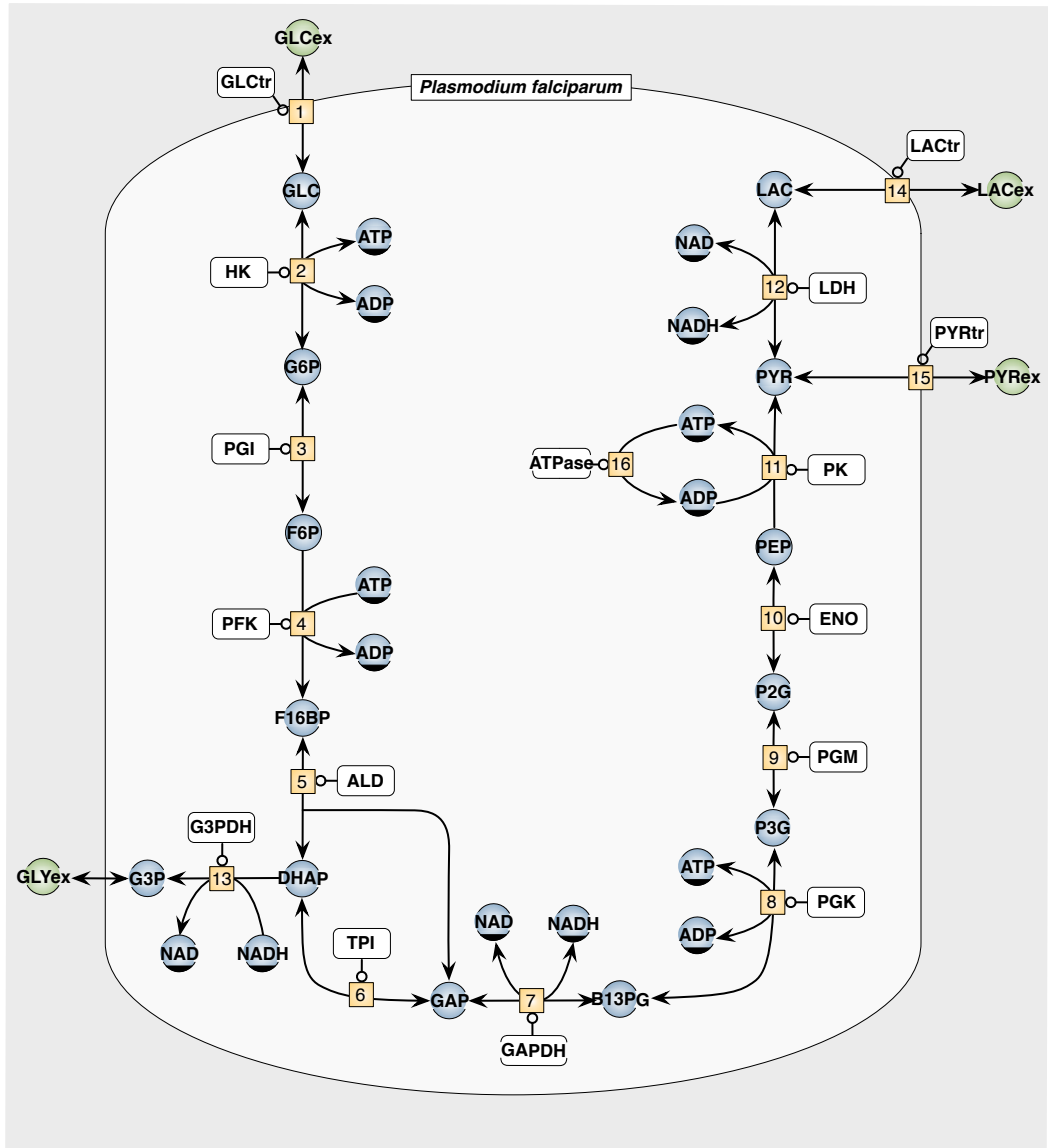 GLCex
GLCtr
Plasmodium falciparum
1
LACtr
GLC
LAC
14
LACex
ATP
NAD
HK
2
12
LDH
ADP
NADH
PYRtr
G6P
PYR
15
PYRex
ATP
PGI
3
ATPase
16
11
PK
ADP
F6P
PEP
ATP
PFK
4
10
ENO
ADP
P2G
F16BP
5
ALD
9
PGM
G3PDH
P3G
ATP
GLYex
G3P
13
DHAP
8
PGK
NAD
NADH
ADP
NAD
NADH
TPI
6
GAP
7
B13PG
GAPDH